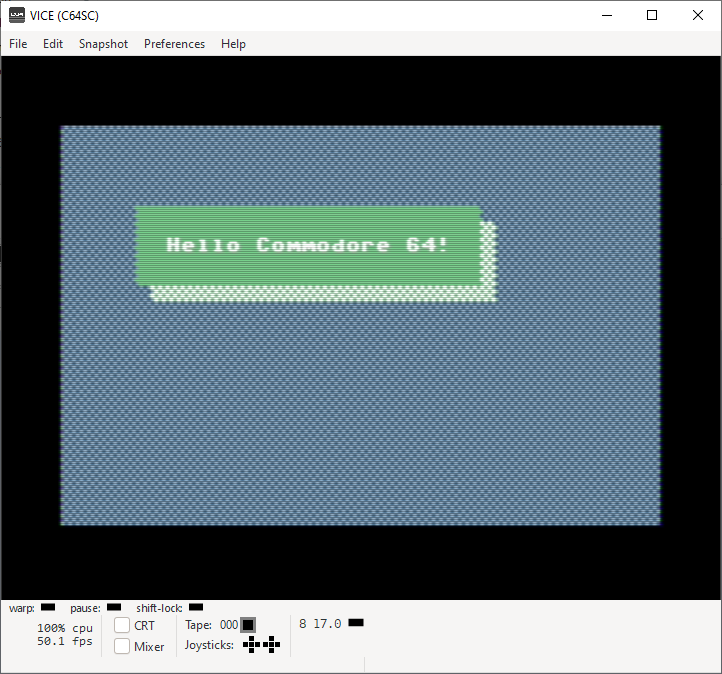 VICE (C64SC)
File Edit Snapshot Preferences Help
Hello Commodore 64!
warp: pause: shift-lock:
100% cpu
50.1 fps
CRT
Mixer
Tape: 000
Joysticks:
8 17.0